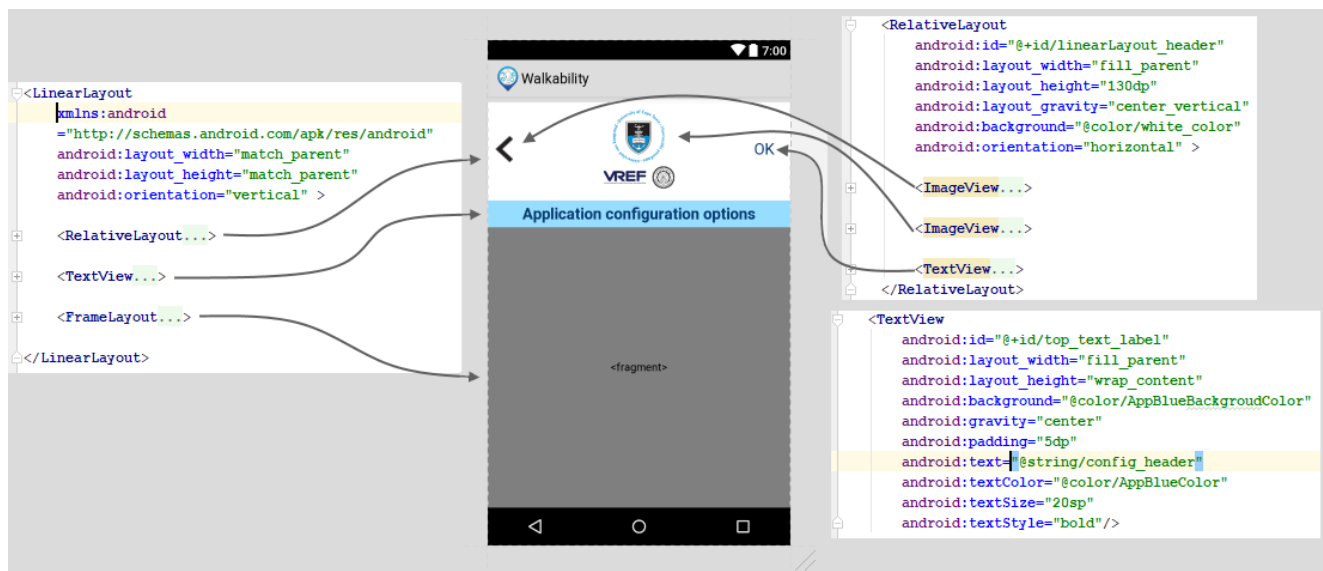 <LinearLayout
xmlns:android
="http://schemas.android.com/apk/res/android"
android:layout_width="match_parent"
android:layout_height="match_parent"
android:orientation="vertical" >
<RelativeLayout...>
<TextView...>
<FrameLayout...>
</LinearLayout>
7:00
Walkability
OK
VREF
Application configuration options
<fragment>
<RelativeLayout
android:id="@+id/linearLayout_header"
android:layout_width="fill_parent"
android:layout_height="130dp"
android:layout_gravity="center_vertical"
android:background="@color/white_color"
android:orientation="horizontal" >
<ImageView...>
<ImageView...>
<TextView...>
</RelativeLayout>
<TextView
android:id="@+id/top_text_label"
android:layout_width="fill_parent"
android:layout_height="wrap_content"
android:background="@color/AppBlueBackgroudColor"
android:gravity="center"
android:padding="5dp"
android:text="@string/config_header"
android:textColor="@color/AppBlueColor"
android:textSize="20sp"
android:textStyle="bold"/>